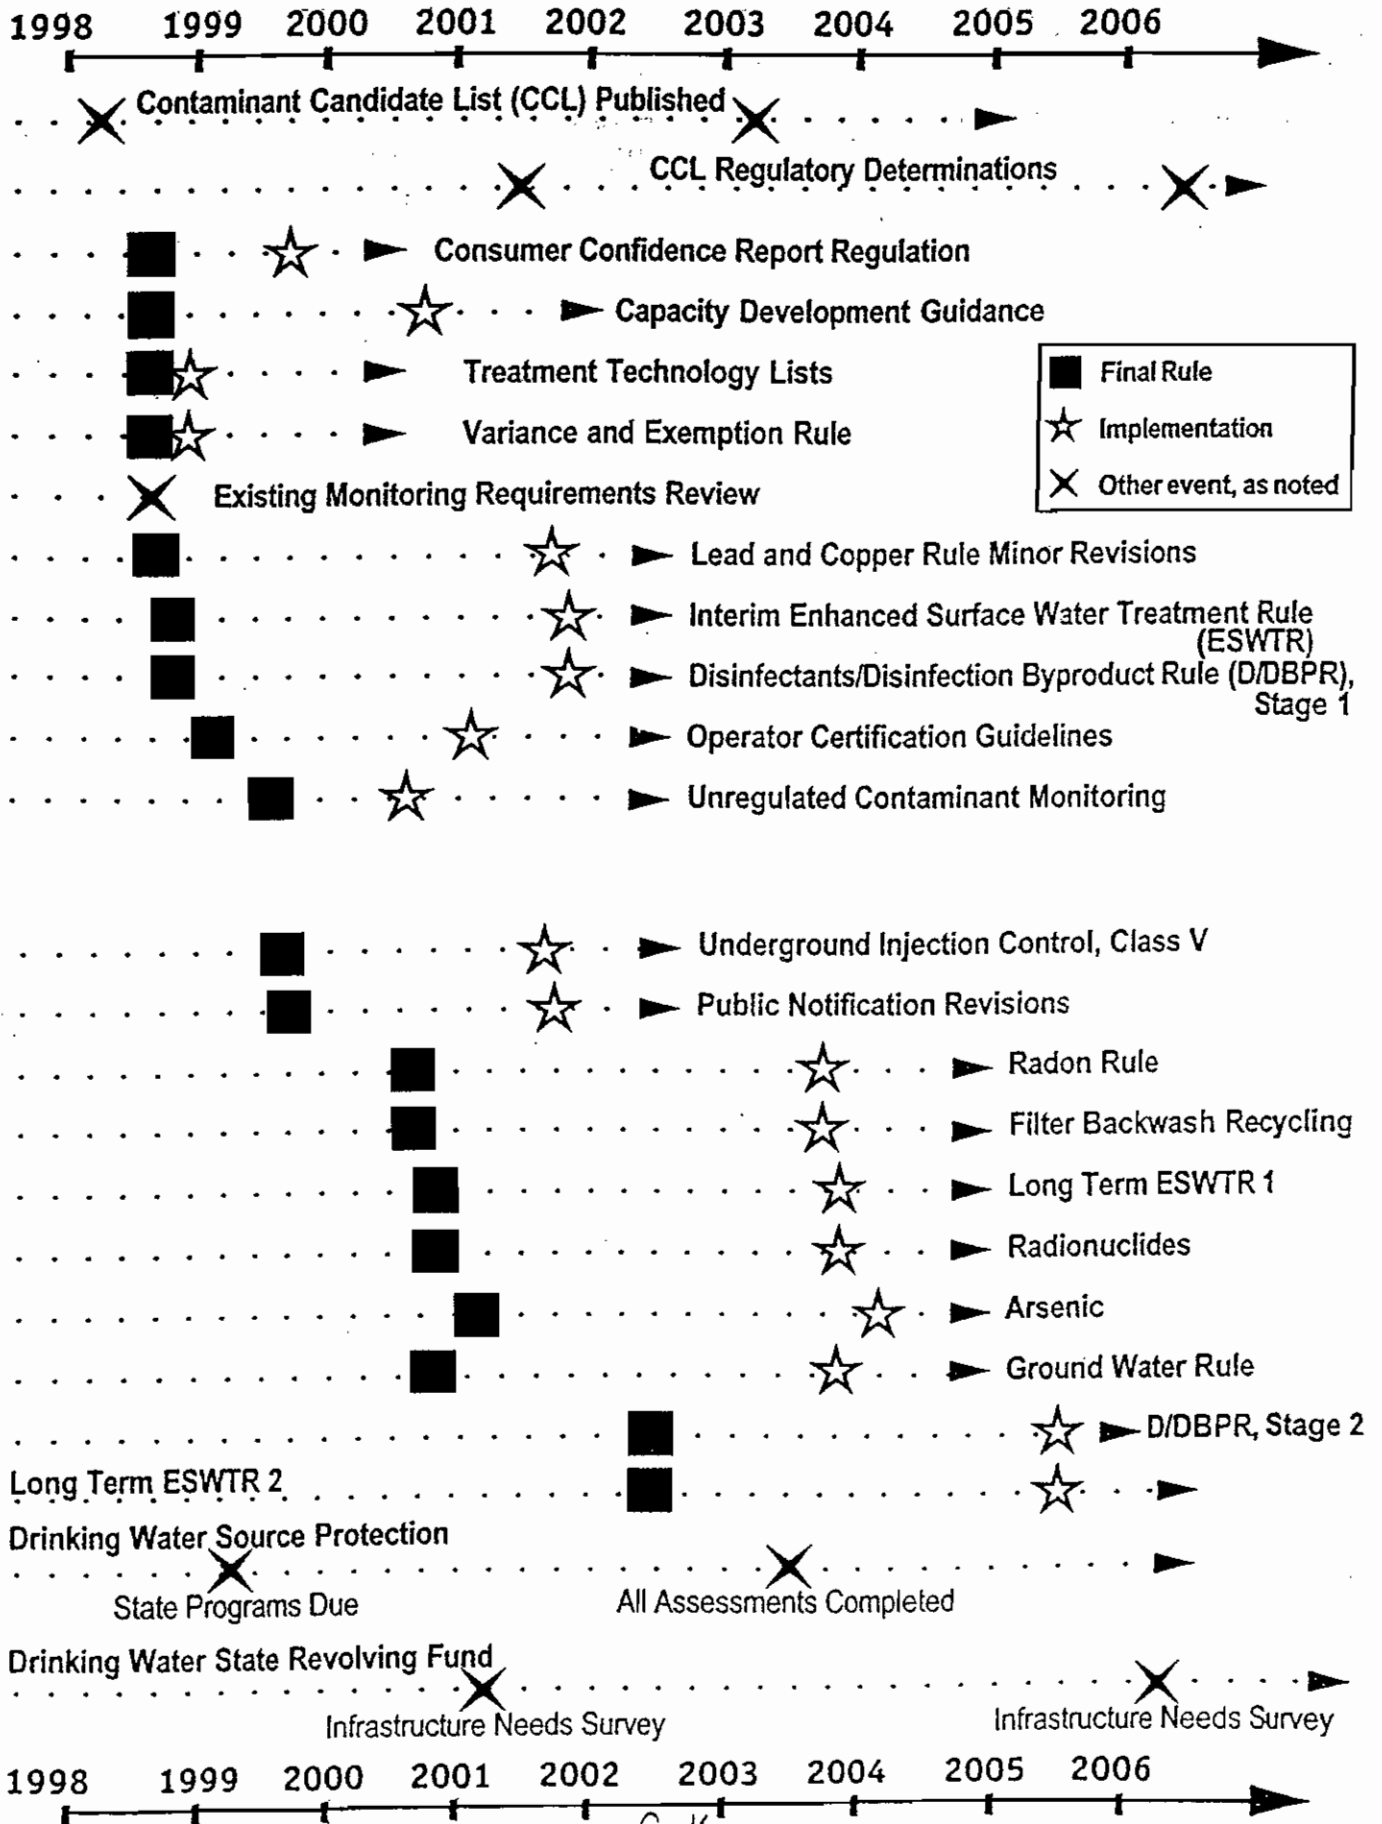 1998 1999 2000 2001 2002 2003 2004 2005 2006
Contaminant Candidate List (CCL) Published
CCL Regulatory Determinations
Consumer Confidence Report Regulation
Capacity Development Guidance
Treatment Technology Lists
Final Rule
Variance and Exemption Rule
Implementation
Existing Monitoring Requirements Review
Other event, as noted
Lead and Copper Rule Minor Revisions
Interim Enhanced Surface Water Treatment Rule
(ESWTR)
Disinfectants/Disinfection Byproduct Rule (D/DBPR),
Stage 1
Operator Certification Guidelines
Unregulated Contaminant Monitoring
Underground Injection Control, Class V
Public Notification Revisions
Radon Rule
Filter Backwash Recycling
Long Term ESWTR 1
Radionuclides
Arsenic
Ground Water Rule
D/DBPR, Stage 2
Long Term ESWTR 2
Drinking Water Source Protection
State Programs Due All Assessments Completed
Drinking Water State Revolving Fund
Infrastructure Needs Survey Infrastructure Needs Survey
1998 1999 2000 2001 2002 2003 2004 2005 2006